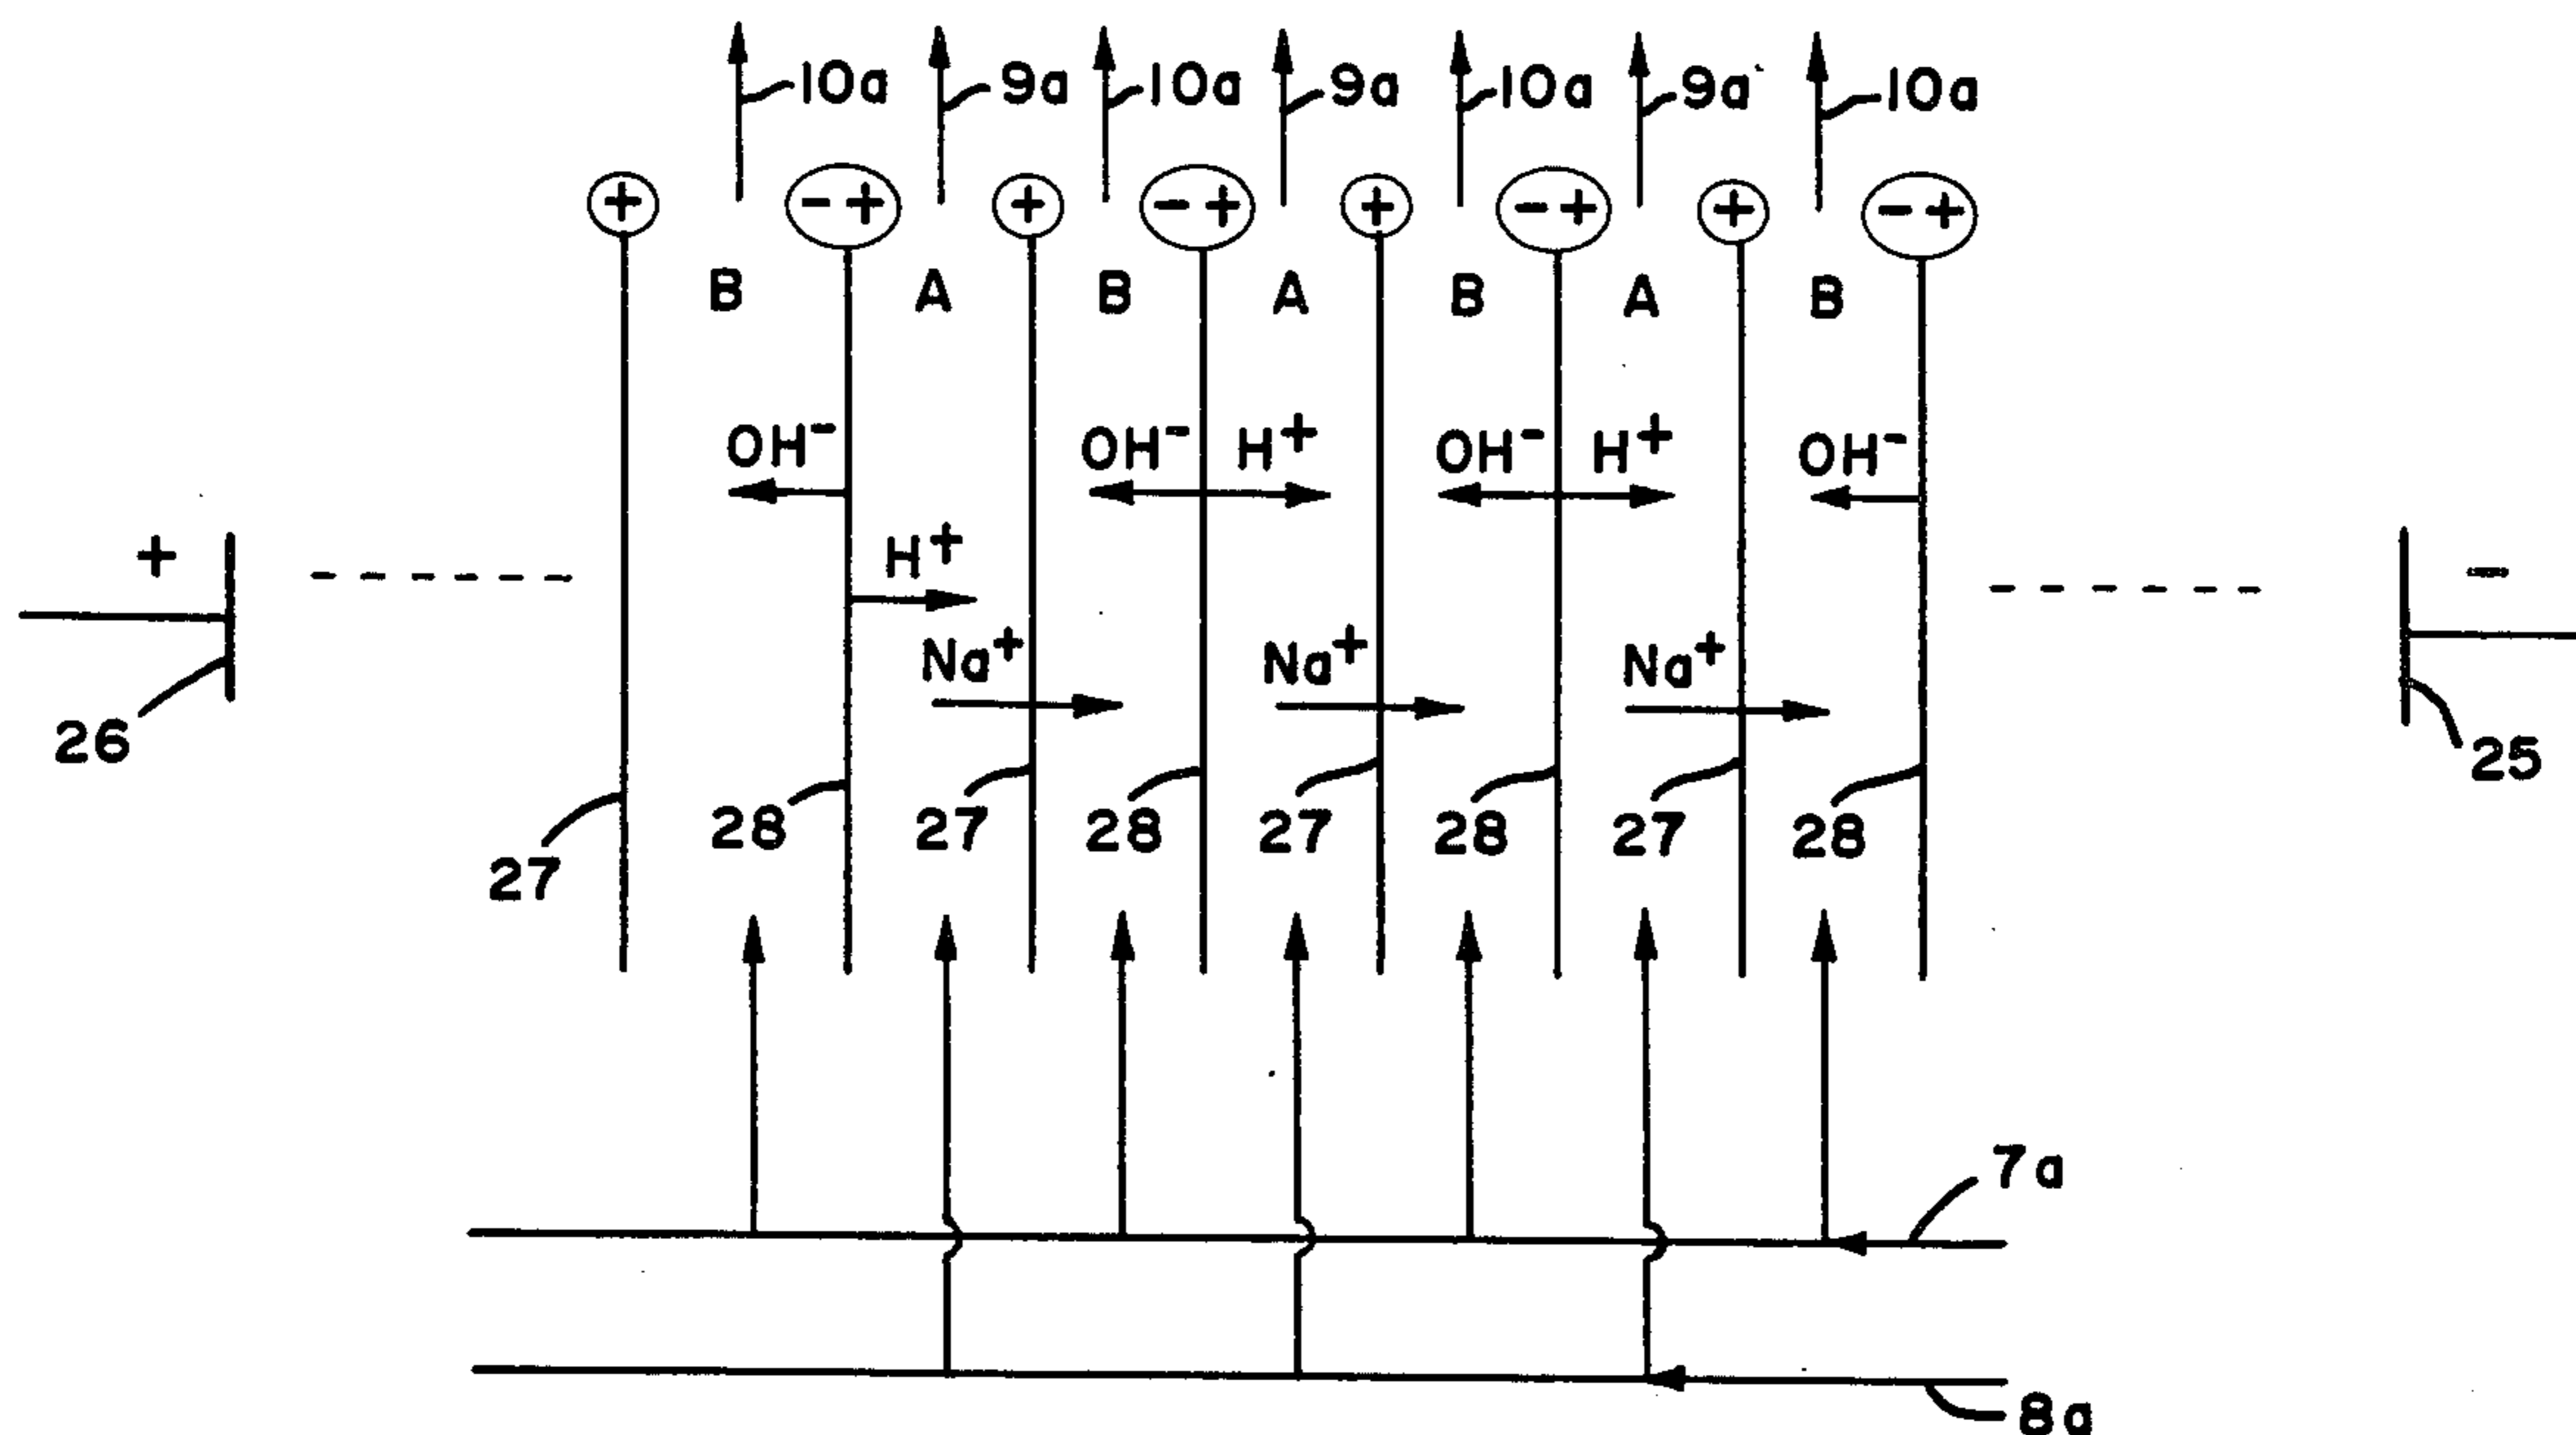 10a 9a 10a 9a 10a 9a 10a
+ - + + - + + - + + - +
B A B A B A B
OH⁻ OH⁻ H⁺ OH⁻ H⁺ OH⁻
H⁺
+ -
Na⁺ Na⁺ Na⁺
26 25
28 27 28 27 28 27 28
27
7a
8a